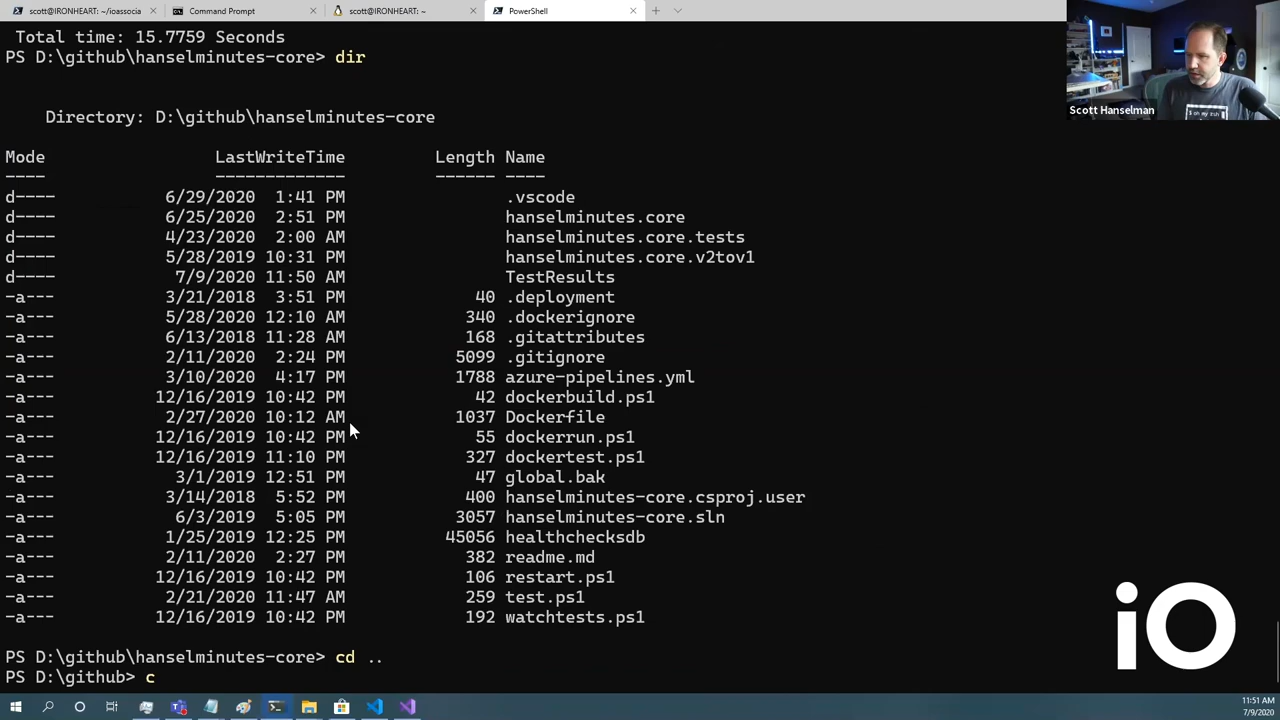 scott@IRONHEART: ~/ioassocia
Command Prompt
scott@IRONHEART: ~
PowerShell
Total time: 15.7759 Seconds
PS D:\github\hanselminutes-core> dir
Directory: D:\github\hanselminutes-core
Mode LastWriteTime Length Name
---- ------------- ------ ----
d---- 6/29/2020 1:41 PM .vscode
d---- 6/25/2020 2:51 PM hanselminutes.core
d---- 4/23/2020 2:00 AM hanselminutes.core.tests
d---- 5/28/2019 10:31 PM hanselminutes.core.v2tov1
d---- 7/9/2020 11:50 AM TestResults
-a--- 3/21/2018 3:51 PM 40 .deployment
-a--- 5/28/2020 12:10 AM 340 .dockerignore
-a--- 6/13/2018 11:28 AM 168 .gitattributes
-a--- 2/11/2020 2:24 PM 5099 .gitignore
-a--- 3/10/2020 4:17 PM 1788 azure-pipelines.yml
-a--- 12/16/2019 10:42 PM 42 dockerbuild.ps1
-a--- 2/27/2020 10:12 AM 1037 Dockerfile
-a--- 12/16/2019 10:42 PM 55 dockerrun.ps1
-a--- 12/16/2019 11:10 PM 327 dockertest.ps1
-a--- 3/1/2019 12:51 PM 47 global.bak
-a--- 3/14/2018 5:52 PM 400 hanselminutes-core.csproj.user
-a--- 6/3/2019 5:05 PM 3057 hanselminutes-core.sln
-a--- 1/25/2019 12:25 PM 45056 healthchecksdb
-a--- 2/11/2020 2:27 PM 382 readme.md
-a--- 12/16/2019 10:42 PM 106 restart.ps1
-a--- 2/21/2020 11:47 AM 259 test.ps1
-a--- 12/16/2019 10:42 PM 192 watchtests.ps1
PS D:\github\hanselminutes-core> cd ..
PS D:\github> c
Scott Hanselman
iO
11:51 AM
7/9/2020